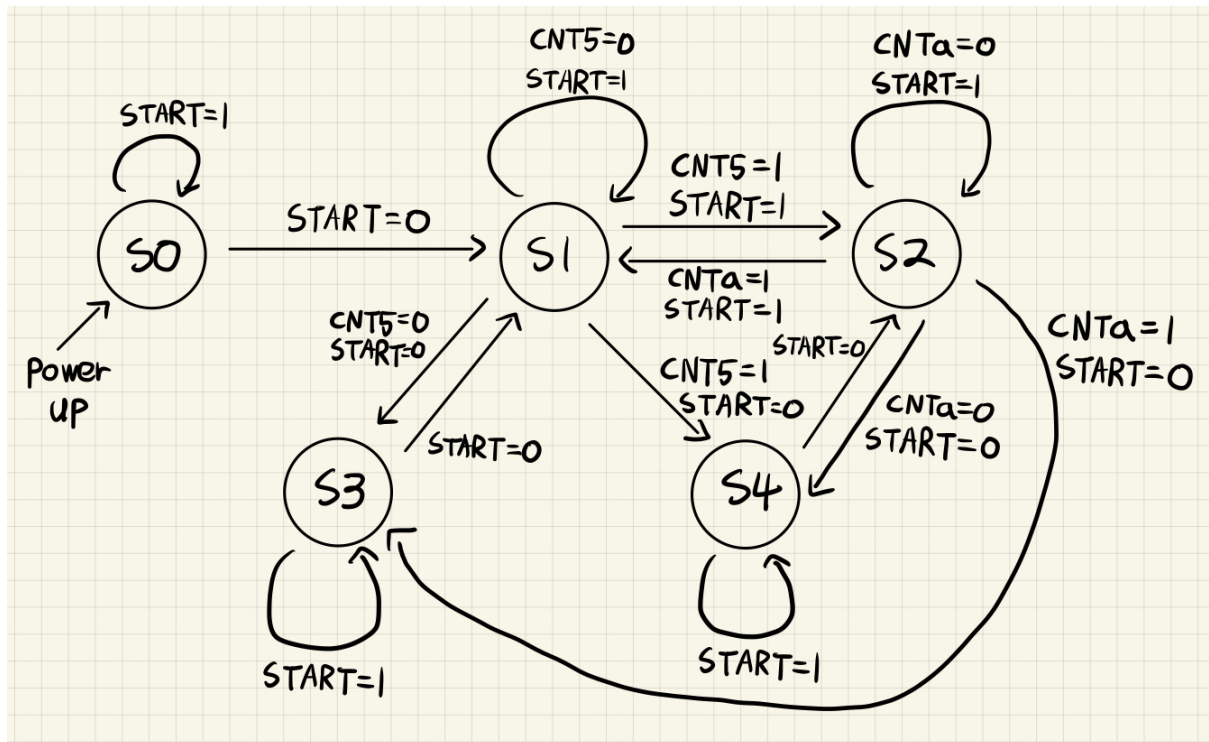 CNT5=0
START=1
CNTa=0
START=1
START=1
CNT5=1
START=1
START=0
S0
S1
S2
CNTa=1
START=1
CNT5=0
START=0
START=0
CNTa=1
START=0
Power
UP
CNT5=1
START=0
CNTa=0
START=0
START=0
S3
S4
START=1
START=1